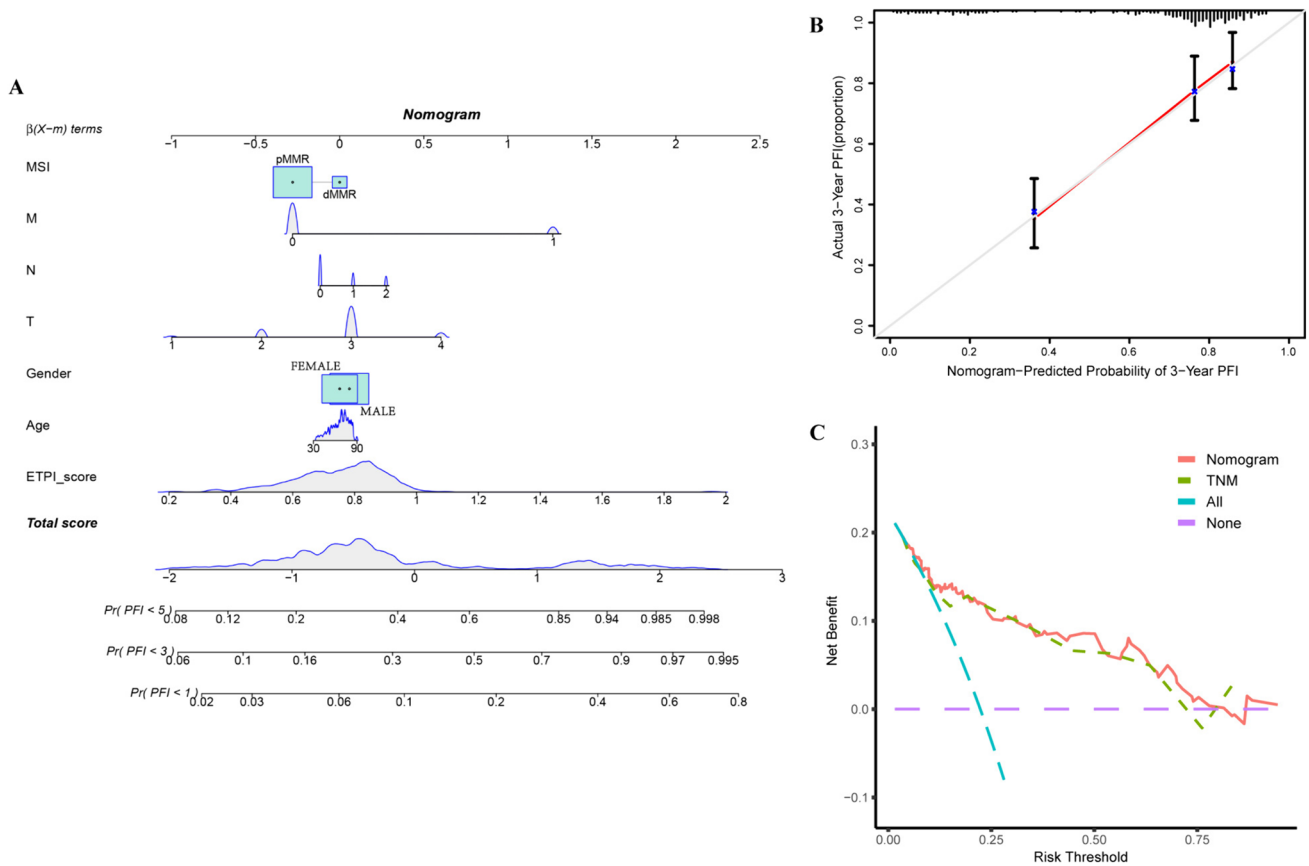 A
Nomogram
β(X−m) terms
−1 −0.5 0 0.5 1 1.5 2 2.5
MSI
pMMR
dMMR
M
0 1
N
0 1 2
T
1 2 3 4
Gender
FEMALE
MALE
Age
30 90
ETPI_score
0.2 0.4 0.6 0.8 1 1.2 1.4 1.6 1.8 2
Total score
−2 −1 0 1 2 3
Pr( PFI < 5 )
0.08 0.12 0.2 0.4 0.6 0.85 0.94 0.985 0.998
Pr( PFI < 3 )
0.06 0.1 0.16 0.3 0.5 0.7 0.9 0.97 0.995
Pr( PFI < 1 )
0.02 0.03 0.06 0.1 0.2 0.4 0.6 0.8
B
Actual 3−Year PFI(proportion)
1.0
0.8
0.6
0.4
0.2
0.0
0.0 0.2 0.4 0.6 0.8 1.0
Nomogram−Predicted Probability of 3−Year PFI
C
Net Benefit
0.3
0.2
0.1
0.0
−0.1
Nomogram
TNM
All
None
0.00 0.25 0.50 0.75
Risk Threshold